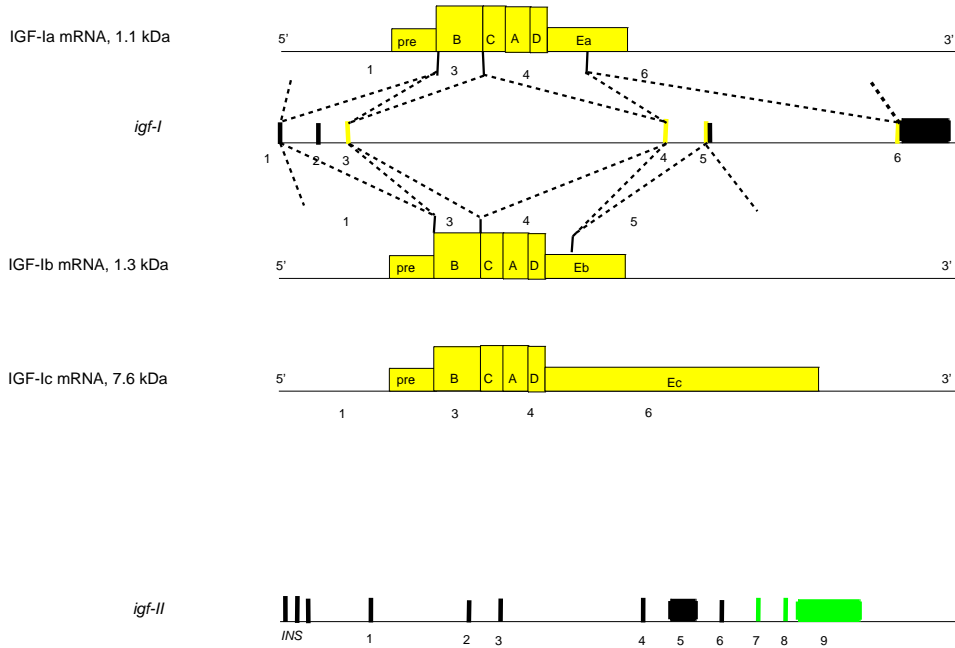 IGF-Ia mRNA, 1.1 kDa
5’ pre B C A D Ea 3’
1 3 4 6
igf-I
1 2 3 4 5 6
1 3 4 5
IGF-Ib mRNA, 1.3 kDa
5’ pre B C A D Eb 3’
IGF-Ic mRNA, 7.6 kDa
5’ pre B C A D Ec 3’
1 3 4 6
igf-II
INS 1 2 3 4 5 6 7 8 9